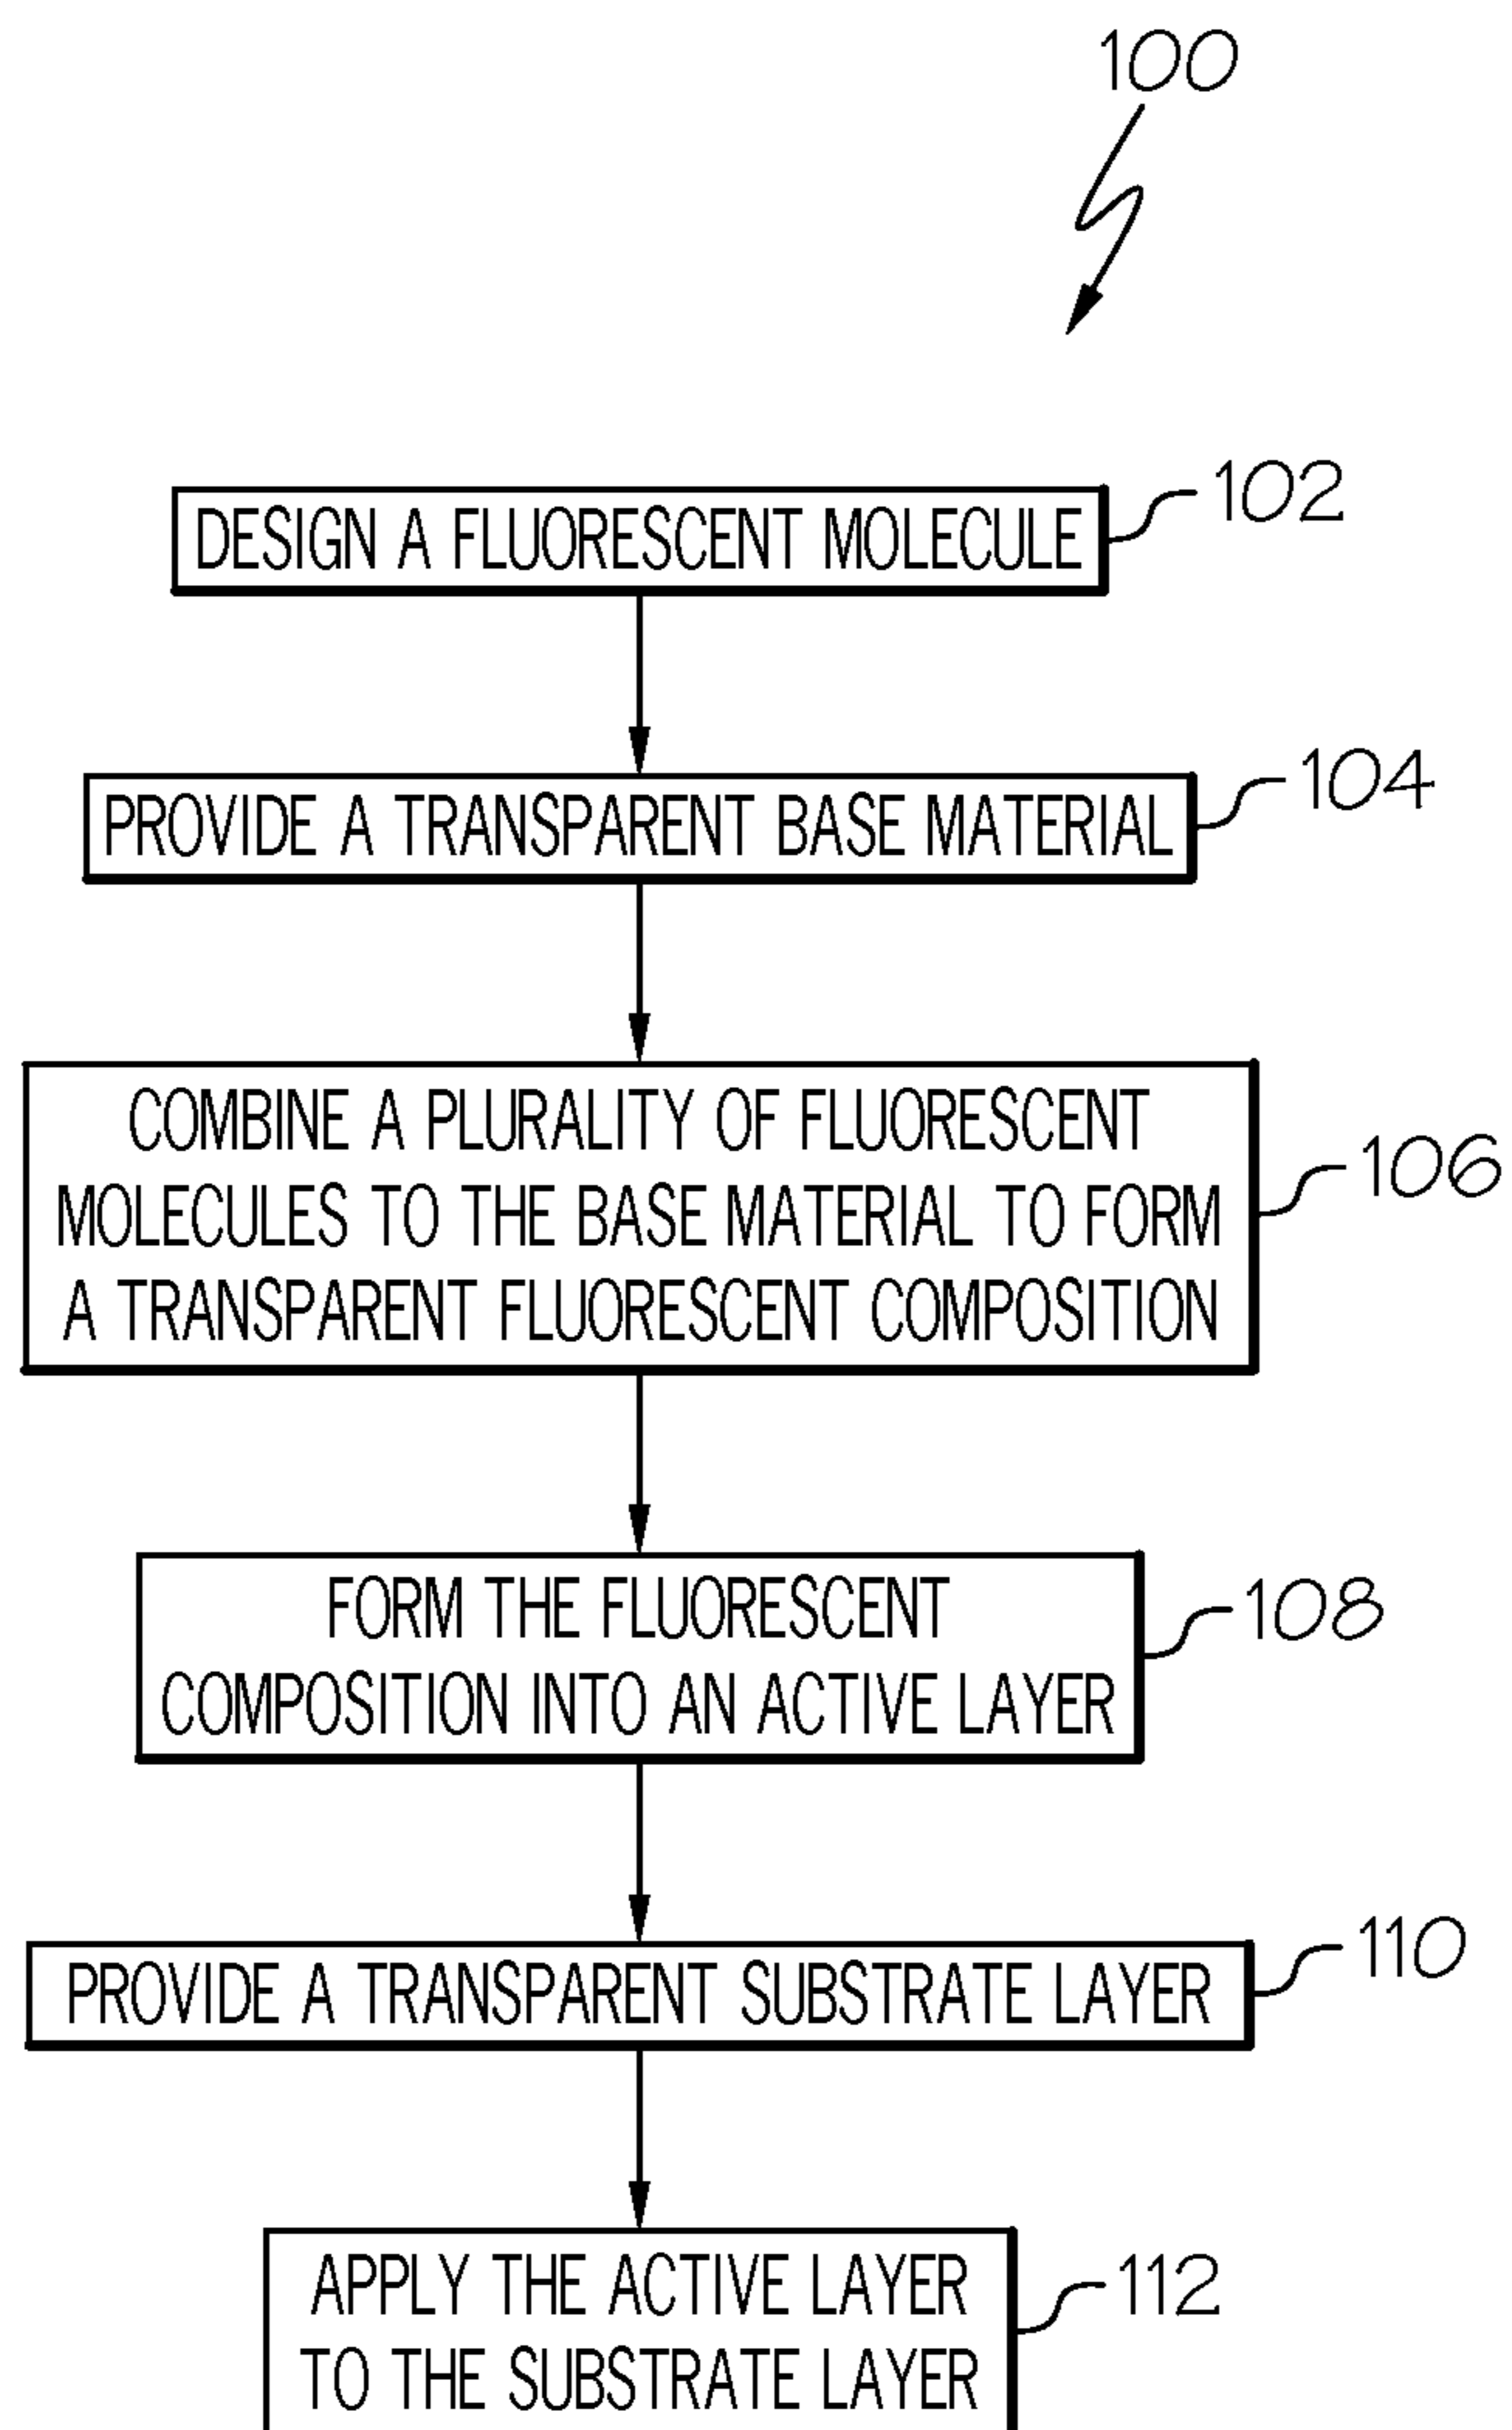 100
DESIGN A FLUORESCENT MOLECULE
102
PROVIDE A TRANSPARENT BASE MATERIAL
104
COMBINE A PLURALITY OF FLUORESCENT
MOLECULES TO THE BASE MATERIAL TO FORM
A TRANSPARENT FLUORESCENT COMPOSITION
106
FORM THE FLUORESCENT
COMPOSITION INTO AN ACTIVE LAYER
108
PROVIDE A TRANSPARENT SUBSTRATE LAYER
110
APPLY THE ACTIVE LAYER
TO THE SUBSTRATE LAYER
112